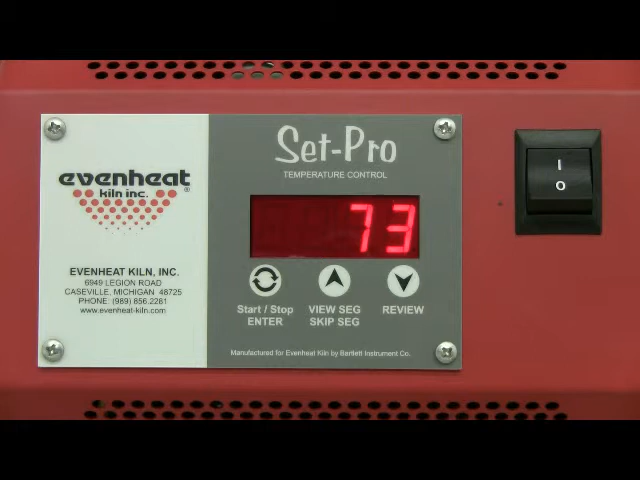 evenheat®
kiln inc.
EVENHEAT KILN, INC.
6949 LEGION ROAD
CASEVILLE, MICHIGAN 48725
PHONE: (989) 856.2281
www.evenheat-kiln.com
Set-Pro
TEMPERATURE CONTROL
73
Start / Stop
ENTER
VIEW SEG
SKIP SEG
REVIEW
Manufactured for Evenheat Kiln by Bartlett Instrument Co.
I
O